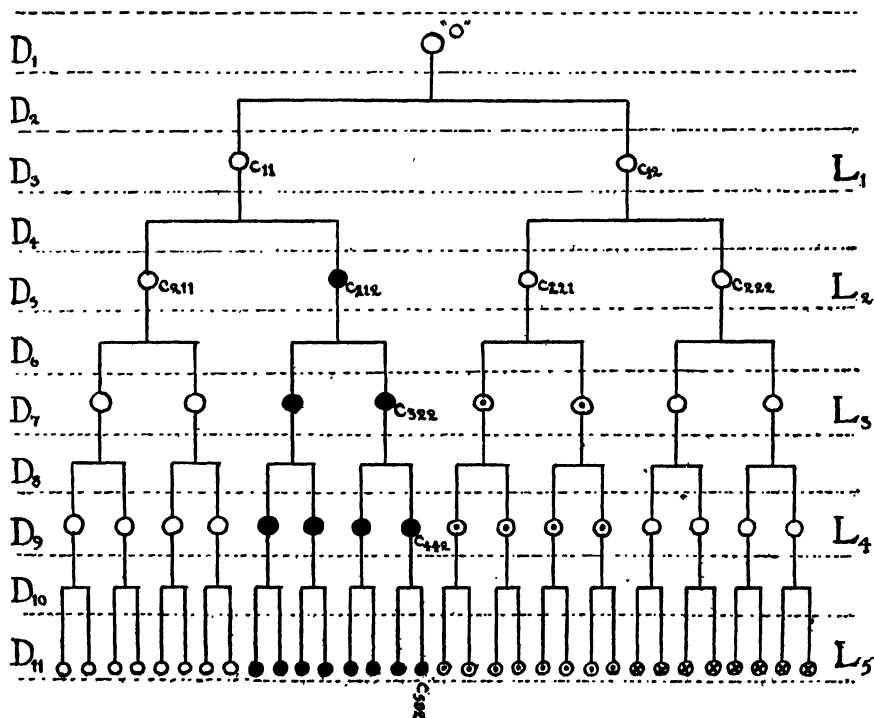 D₁ "O"
D₂
D₃ C₁₁ C₁₂ L₁
D₄
D₅ C₂₁₁ C₂₁₂ C₂₂₁ C₂₂₂ L₂
D₆
D₇ C₃₂₂ L₃
D₈
D₉ C₄₄₂ L₄
D₁₀
D₁₁ L₅
C₅₈₂